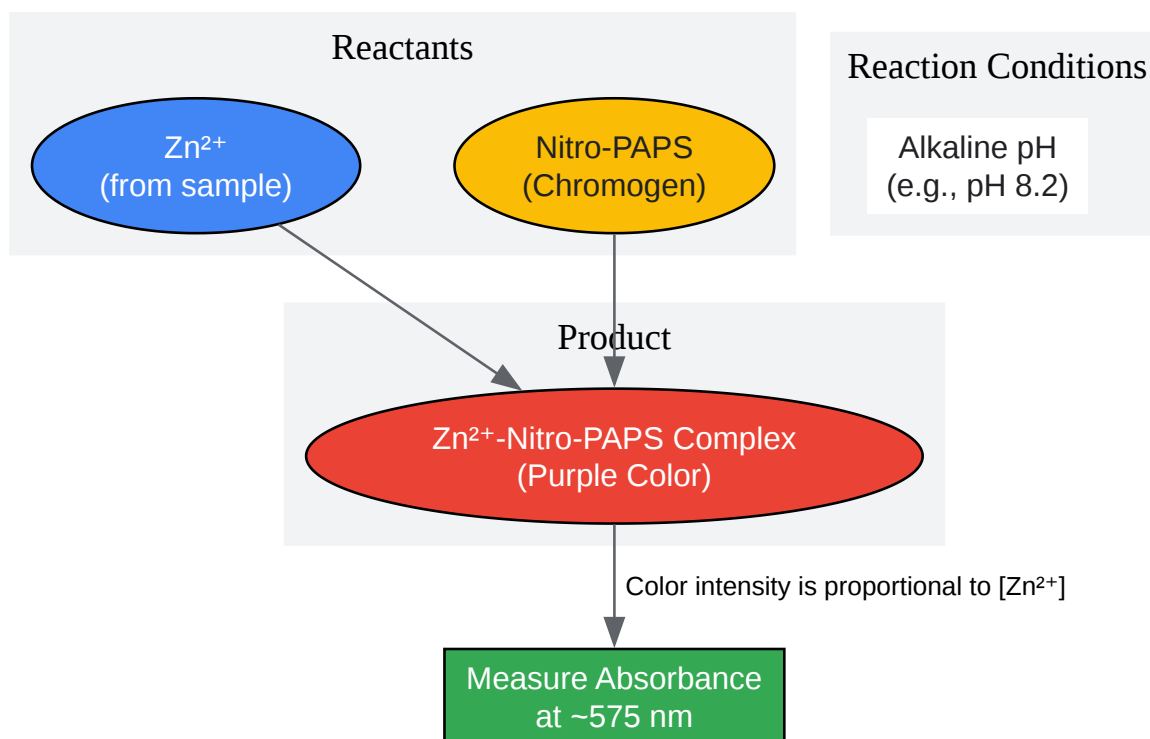 Reactants
Reaction Conditions
Zn²⁺
(from sample)
Nitro-PAPS
(Chromogen)
Alkaline pH
(e.g., pH 8.2)
Product
Zn²⁺-Nitro-PAPS Complex
(Purple Color)
Color intensity is proportional to [Zn²⁺]
Measure Absorbance
at ~575 nm